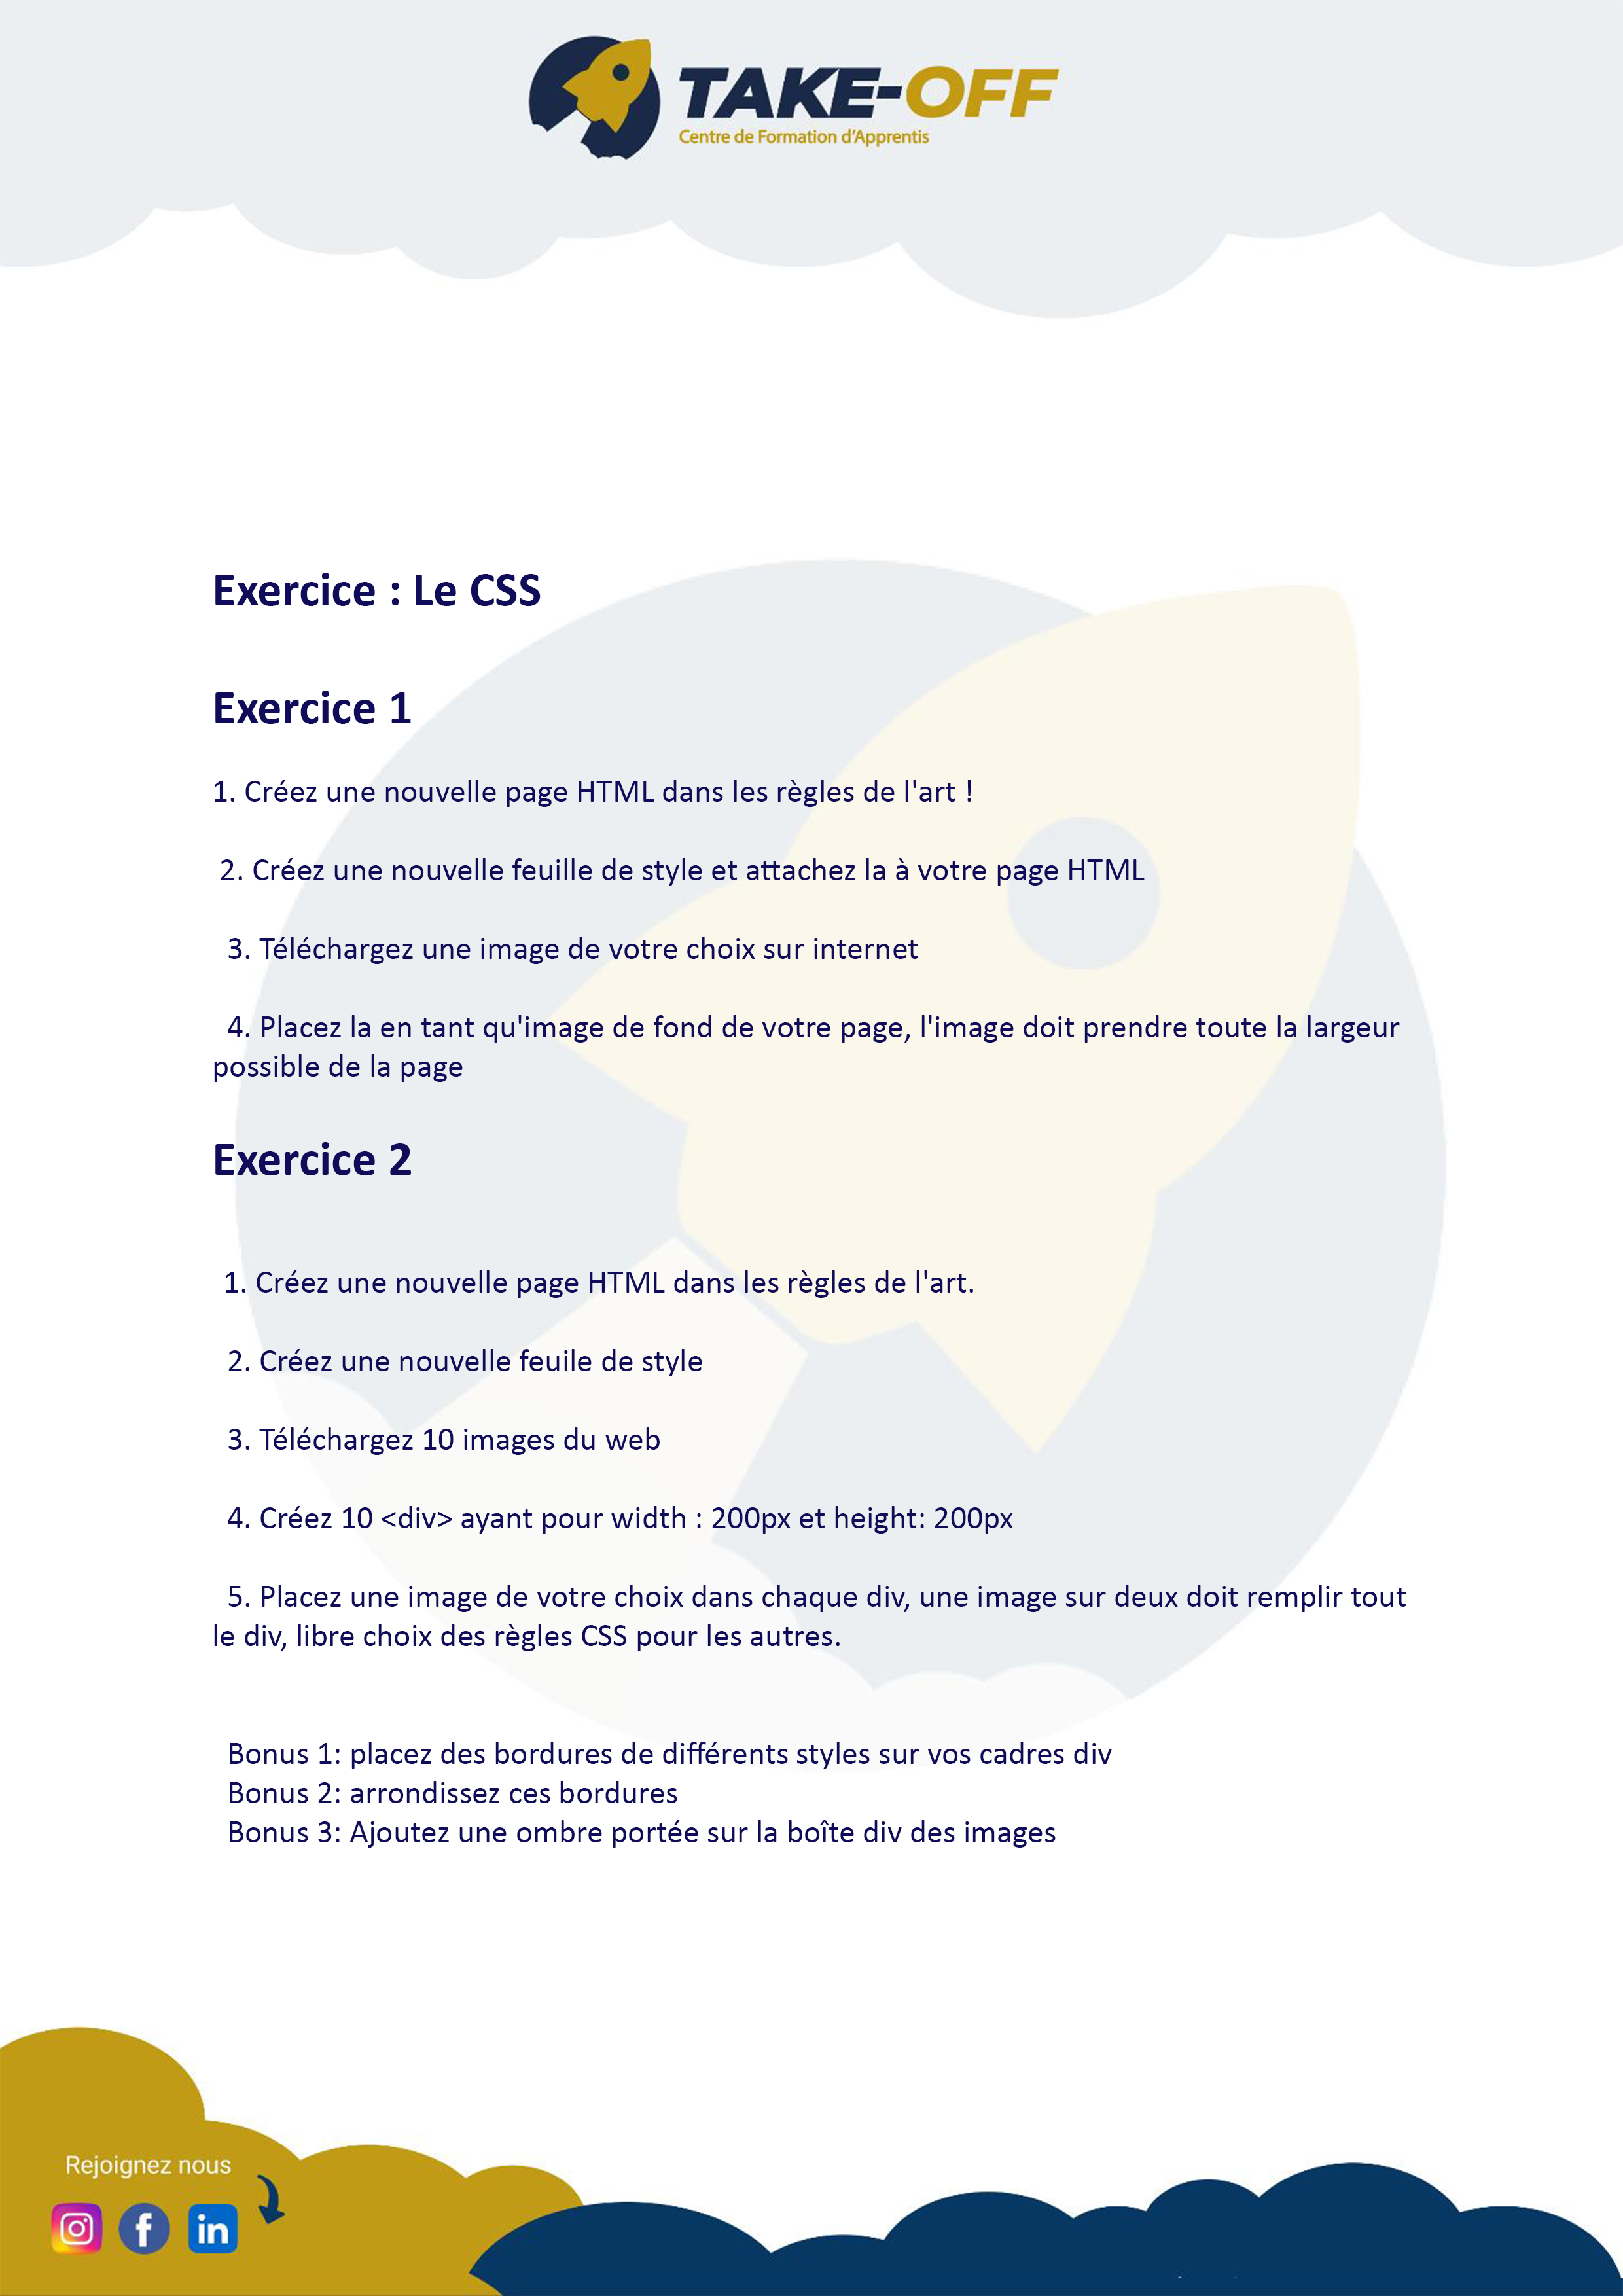 TAKE-OFF
Centre de Formation d'Apprentis
Exercice : Le CSS
Exercice 1
1. Créez une nouvelle page HTML dans les règles de l'art !
2. Créez une nouvelle feuille de style et attachez la à votre page HTML
3. Téléchargez une image de votre choix sur internet
4. Placez la en tant qu'image de fond de votre page, l'image doit prendre toute la largeur
possible de la page
Exercice 2
1. Créez une nouvelle page HTML dans les règles de l'art.
2. Créez une nouvelle feuile de style
3. Téléchargez 10 images du web
4. Créez 10 <div> ayant pour width : 200px et height: 200px
5. Placez une image de votre choix dans chaque div, une image sur deux doit remplir tout
le div, libre choix des règles CSS pour les autres.
Bonus 1: placez des bordures de différents styles sur vos cadres div
Bonus 2: arrondissez ces bordures
Bonus 3: Ajoutez une ombre portée sur la boîte div des images
Rejoignez nous